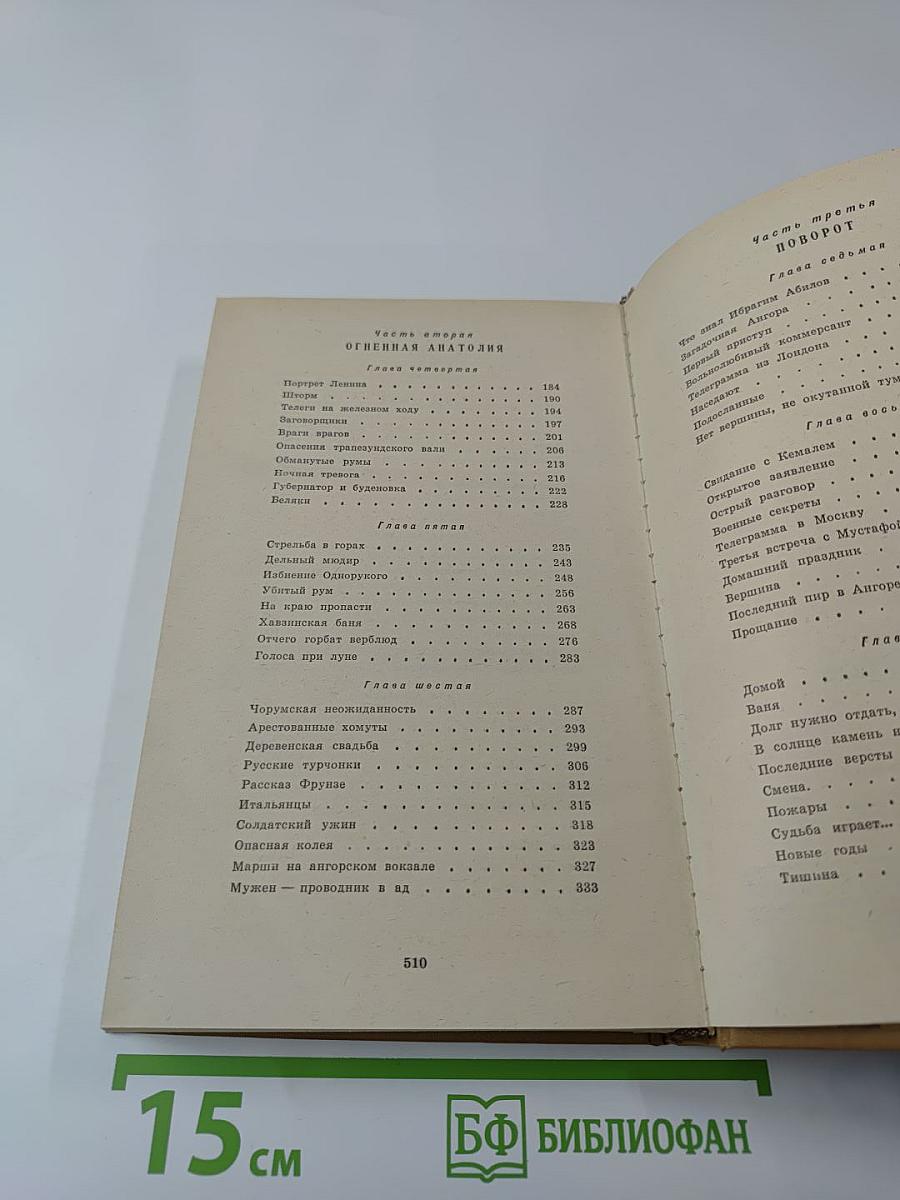 Часть вторая
ОГНЕННАЯ АНАТОЛИЯ
Глава четвертая
Портрет Ленина . . . . . . . . . . . . 184
Шторм . . . . . . . . . . . . . . . . 190
Телеги на железном ходу . . . . . . . . 194
Заговорщики . . . . . . . . . . . . . 197
Враги врагов . . . . . . . . . . . . . 201
Опасения трапезундского вали . . . . . . 206
Обманутые румы . . . . . . . . . . . . 213
Ночная тревога . . . . . . . . . . . . 216
Губернатор и буденовка . . . . . . . . . 222
Беляки . . . . . . . . . . . . . . . . 228
Глава пятая
Стрельба в горах . . . . . . . . . . . . 235
Дельный мюдир . . . . . . . . . . . . 243
Избиение Однорукого . . . . . . . . . . 248
Убитый рум . . . . . . . . . . . . . . 256
На краю пропасти . . . . . . . . . . . 263
Хавзинская баня . . . . . . . . . . . . 268
Отчего горбат верблюд . . . . . . . . . 276
Голоса при луне . . . . . . . . . . . . 283
Глава шестая
Чорумская неожиданность . . . . . . . . 287
Арестованные хомуты . . . . . . . . . . 293
Деревенская свадьба . . . . . . . . . . 299
Русские турчонки . . . . . . . . . . . 306
Рассказ Фрунзе . . . . . . . . . . . . 312
Итальянцы . . . . . . . . . . . . . . 315
Солдатский ужин . . . . . . . . . . . 318
Опасная колея . . . . . . . . . . . . . 323
Марши на ангорском вокзале . . . . . . . 327
Мужен — проводник в ад . . . . . . . . 333
510
Часть третья
ПОВОРОТ
Глава седьмая
Что знал Ибрагим Абилов . . . .
Загадочная Ангора . . . . . .
Первый приступ . . . . . .
Вольнолюбивый коммерсант . . .
Телеграмма из Лондона . . . .
Наседают . . . . . . .
Подосланные . . . . . .
Нет вершины, не окутанной тум
Глава вось
Свидание с Кемалем . . .
Открытое заявление . . .
Острый разговор . . . .
Военные секреты . . . .
Телеграмма в Москву . .
Третья встреча с Мустафой
Домашний праздник .
Вершина . . . . .
Последний пир в Ангоре
Прощание . . . . .
Глав
Домой . . . . . .
Ваня . . . . . .
Долг нужно отдать,
В солнце камень и
Последние версты
Смена. . . . . .
Пожары . . .
Судьба играет...
Новые годы .
Тишина . .
15 см
БФ БИБЛИОФАН